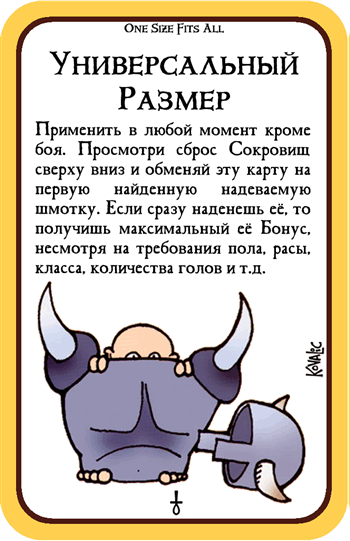 One Size Fits All
Универсальный
Размер
Применить в любой момент кроме
боя. Просмотри сброс Сокровищ
сверху вниз и обменяй эту карту на
первую найденную надеваемую
шмотку. Если сразу наденешь её, то
получишь максимальный её Бонус,
несмотря на требования пола, расы,
класса, количества голов и т.д.
Kovalic